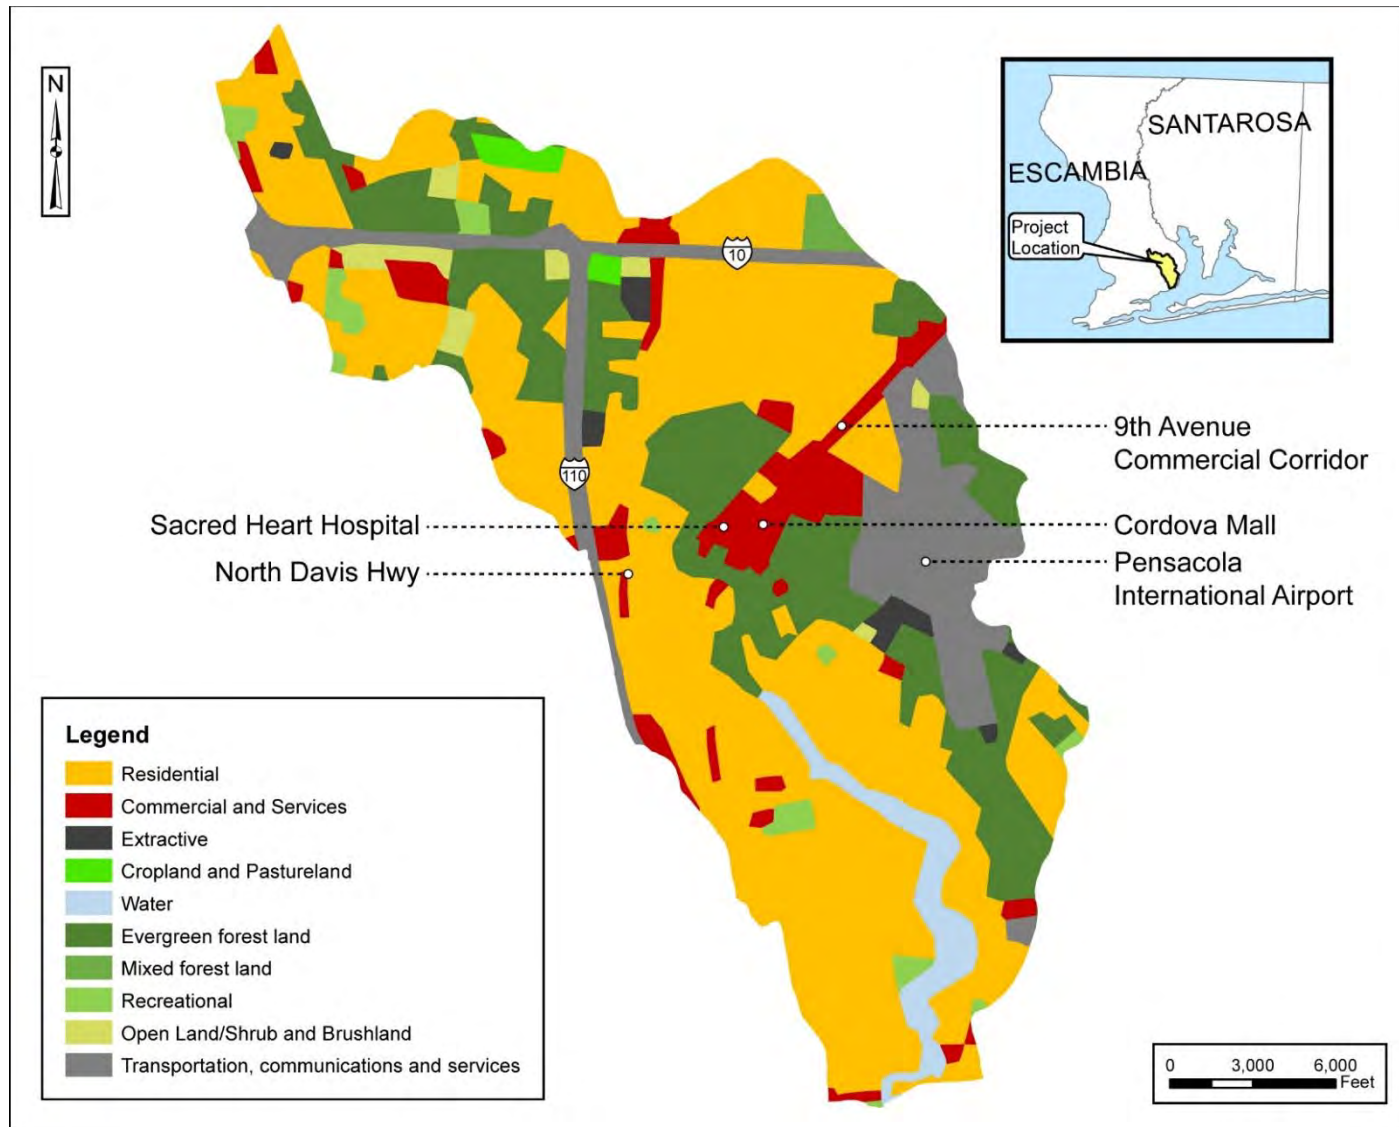 N
SANTAROSA
ESCAMBIA
Project
Location
10
110
9th Avenue
Commercial Corridor
Sacred Heart Hospital
Cordova Mall
North Davis Hwy
Pensacola
International Airport
Legend
Residential
Commercial and Services
Extractive
Cropland and Pastureland
Water
Evergreen forest land
Mixed forest land
Recreational
Open Land/Shrub and Brushland
Transportation, communications and services
0 3,000 6,000
Feet